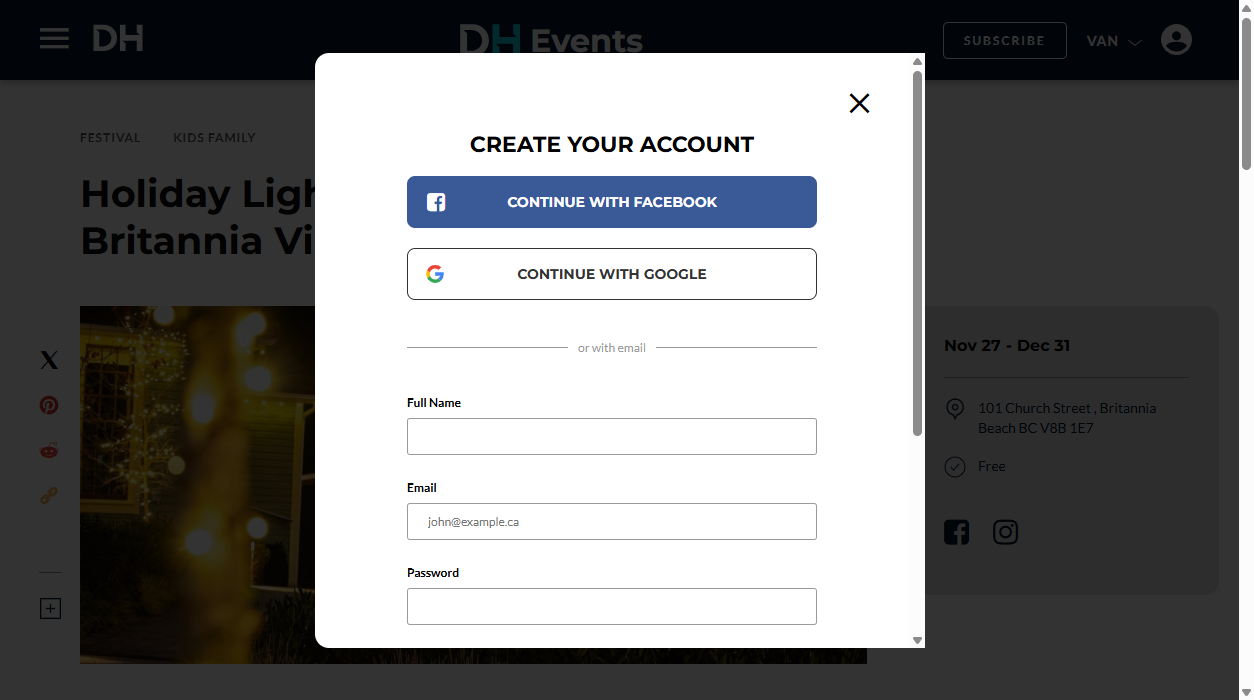 DH
DH Events
SUBSCRIBE
VAN
FESTIVAL
KIDS FAMILY
Holiday Ligh
Britannia Vi
CREATE YOUR ACCOUNT
CONTINUE WITH FACEBOOK
CONTINUE WITH GOOGLE
or with email
Full Name
Email
john@example.ca
Password
Nov 27 - Dec 31
101 Church Street , Britannia
Beach BC V8B 1E7
Free